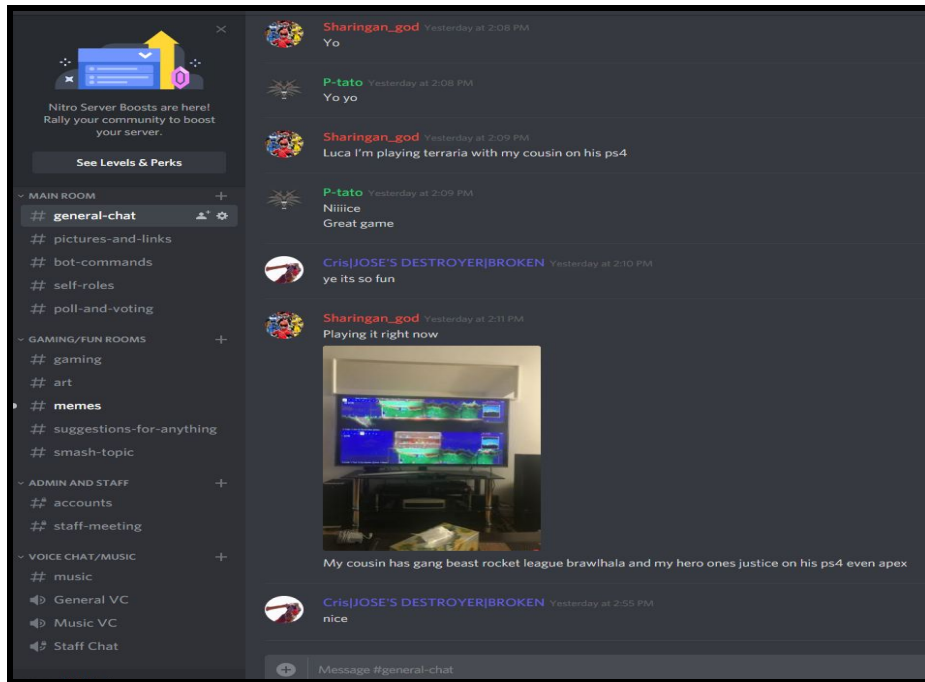 Nitro Server Boosts are here!
Rally your community to boost
your server.
See Levels & Perks
MAIN ROOM
# general-chat
# pictures-and-links
# bot-commands
# self-roles
# poll-and-voting
GAMING/FUN ROOMS
# gaming
# art
# memes
# suggestions-for-anything
# smash-topic
ADMIN AND STAFF
# accounts
# staff-meeting
VOICE CHAT/MUSIC
# music
General VC
Music VC
Staff Chat
Sharingan_god Yesterday at 2:08 PM
Yo
P-tato Yesterday at 2:08 PM
Yo yo
Sharingan_god Yesterday at 2:09 PM
Luca I'm playing terraria with my cousin on his ps4
P-tato Yesterday at 2:09 PM
Niiiice
Great game
Cris|JOSE'S DESTROYER|BROKEN Yesterday at 2:10 PM
ye its so fun
Sharingan_god Yesterday at 2:11 PM
Playing it right now
My cousin has gang beast rocket league brawlhala and my hero ones justice on his ps4 even apex
Cris|JOSE'S DESTROYER|BROKEN Yesterday at 2:55 PM
nice
Message #general-chat